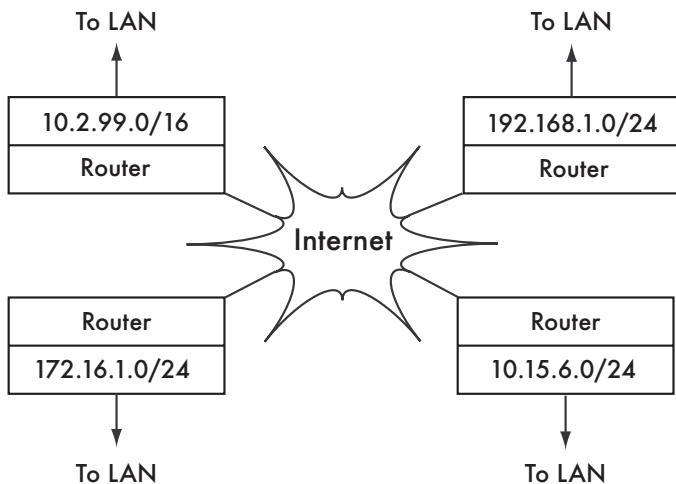 To LAN
To LAN
10.2.99.0/16
192.168.1.0/24
Router
Router
Internet
Router
Router
172.16.1.0/24
10.15.6.0/24
To LAN
To LAN